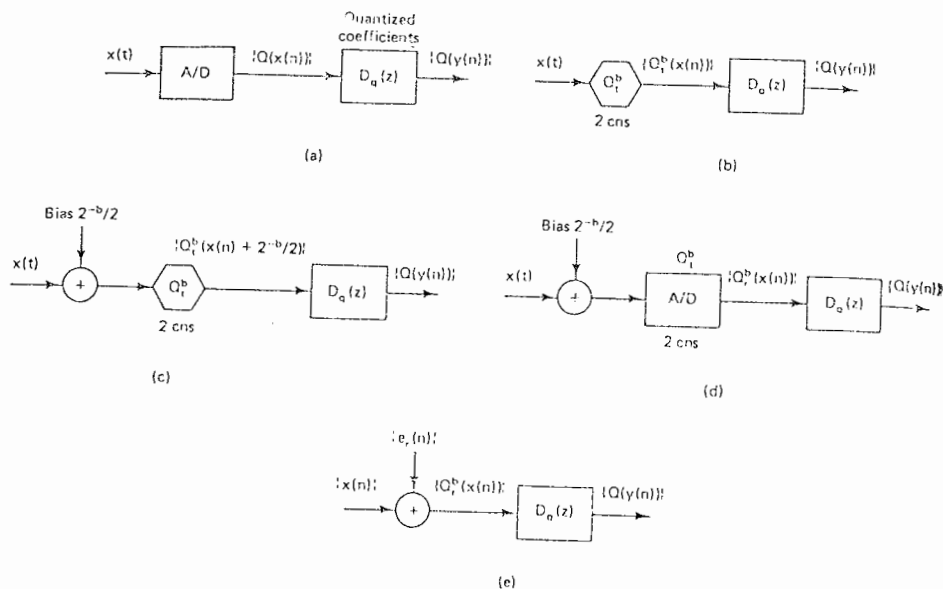 Quantized
coefficients
x(t)
A/D
{Q(x(n))}
D_q(z)
{Q(y(n))}
(a)
x(t)
Q_t^b
{Q_t^b(x(n))}
D_q(z)
{Q(y(n))}
2 cns
(b)
Bias 2^{-b}/2
x(t)
+
Q_t^b
{Q_t^b(x(n) + 2^{-b}/2)}
D_q(z)
{Q(y(n))}
2 cns
(c)
Bias 2^{-b}/2
x(t)
+
Q_t^b
A/D
{Q_r^b(x(n))}
D_q(z)
{Q(y(n))}
2 cns
(d)
{e_r(n)}
{x(n)}
+
{Q_r^b(x(n))}
D_q(z)
{Q(y(n))}
(e)